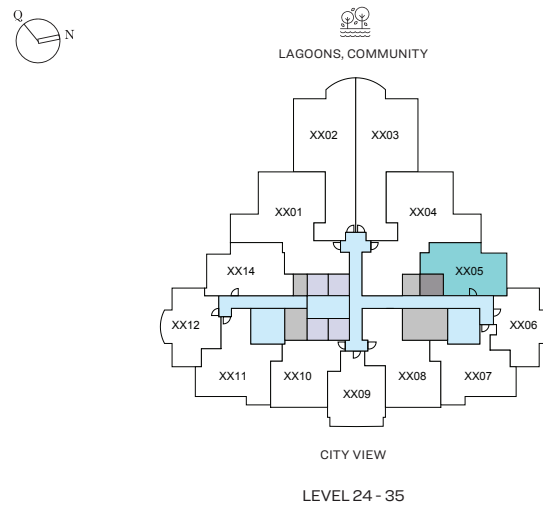 Q
N
LAGOONS, COMMUNITY
XX02 XX03
XX01 XX04
XX14 XX05
XX12 XX06
XX11 XX10 XX09 XX08 XX07
CITY VIEW
LEVEL 24 - 35